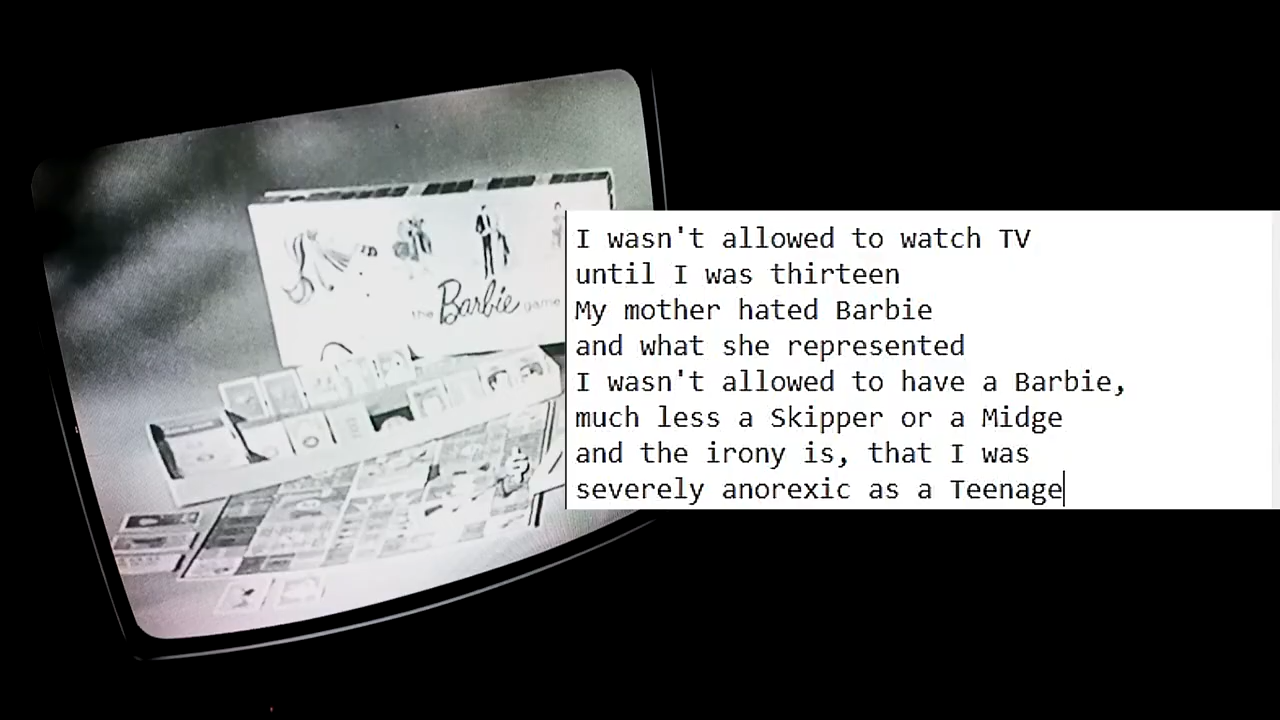 the Barbie game
I wasn't allowed to watch TV
until I was thirteen
My mother hated Barbie
and what she represented
I wasn't allowed to have a Barbie,
much less a Skipper or a Midge
and the irony is, that I was
severely anorexic as a Teenage